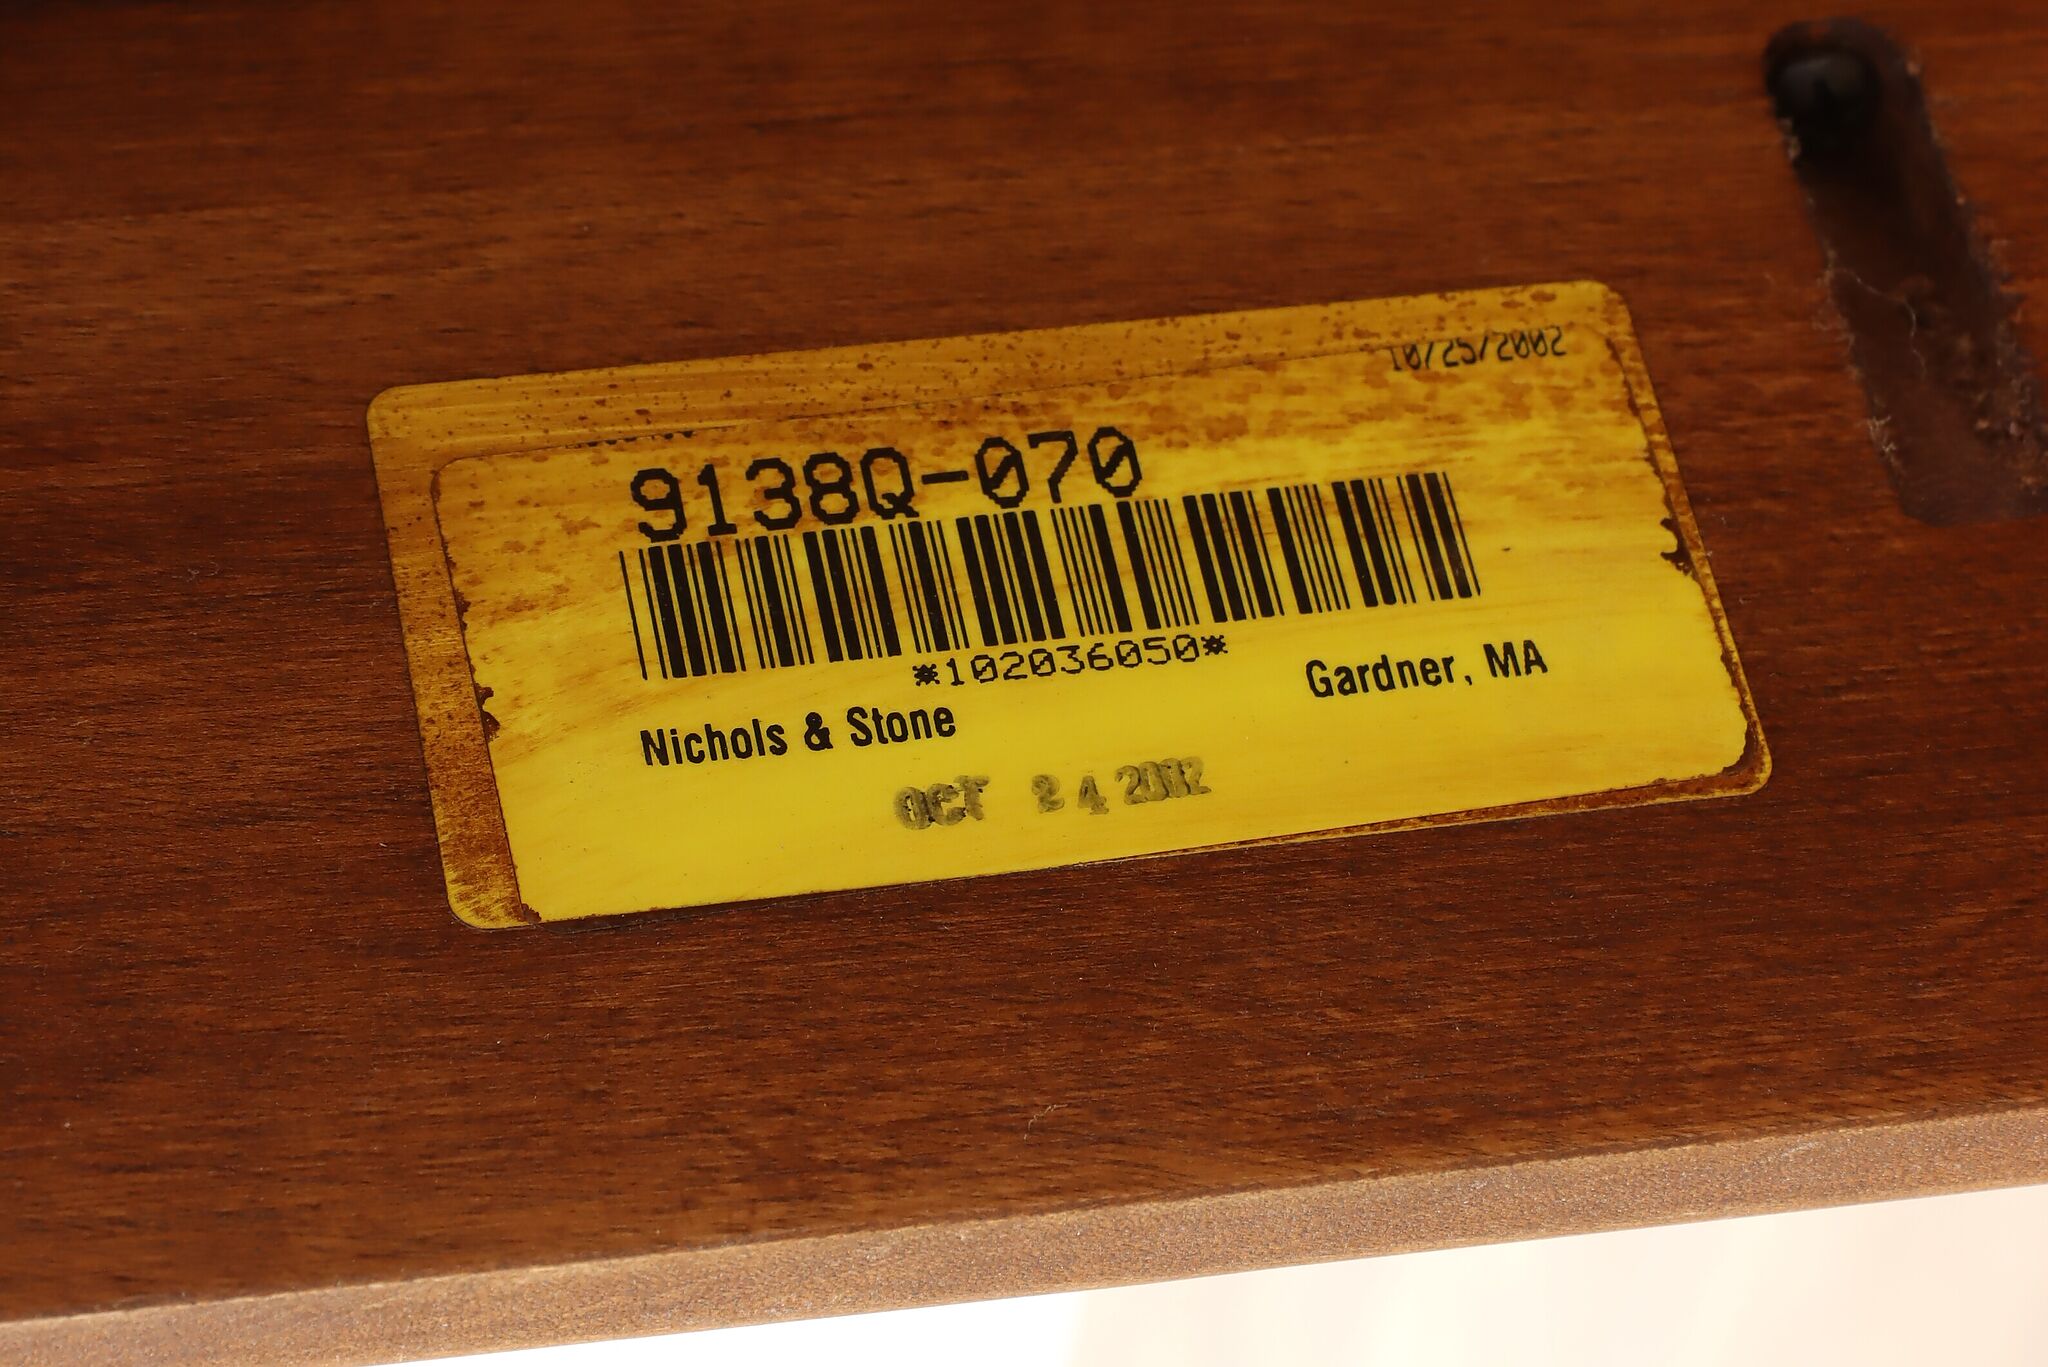 10/25/2002
9138Q-070
*102036050*
Nichols & Stone Gardner, MA
OCT 24 2002